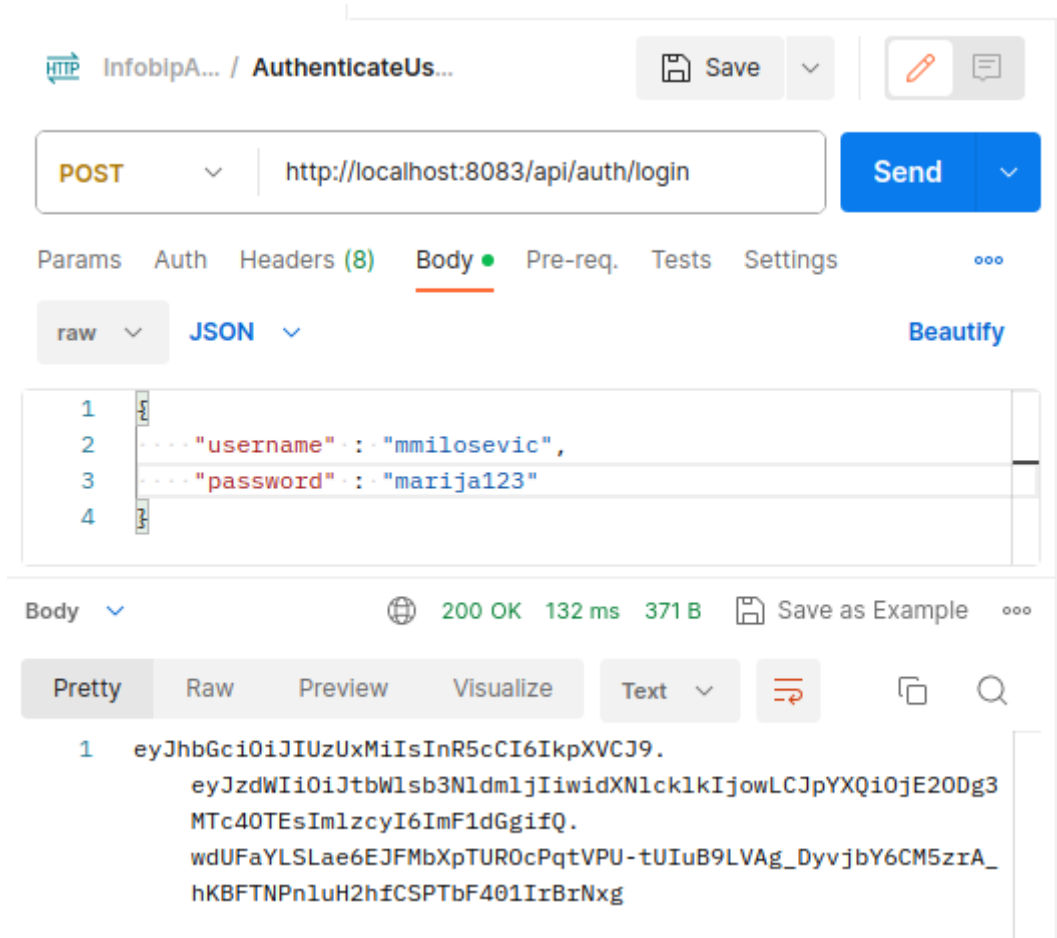 HTTP InfobipA... / AuthenticateUs... Save
POST http://localhost:8083/api/auth/login Send
Params Auth Headers (8) Body Pre-req. Tests Settings
raw JSON Beautify
1 {
2 "username" : "mmilosevic",
3 "password" : "marija123"
4 }
Body 200 OK 132 ms 371 B Save as Example
Pretty Raw Preview Visualize Text
1 eyJhbGciOiJIUzUxMiIsInR5cCI6IkpXVCJ9.
eyJzdWIiOiJtbWlsb3NldmljIiwidXNlcklkIjowLCJpYXQiOjE2ODg3
MTc4OTEsImlzcyI6ImF1dGgifQ.
wdUFaYLSLae6EJFMbXpTUROcPqtVPU-tUIuB9LVAg_DyvjbY6CM5zrA_
hKBFTNPnluH2hfCSPTbF401IrBrNxg